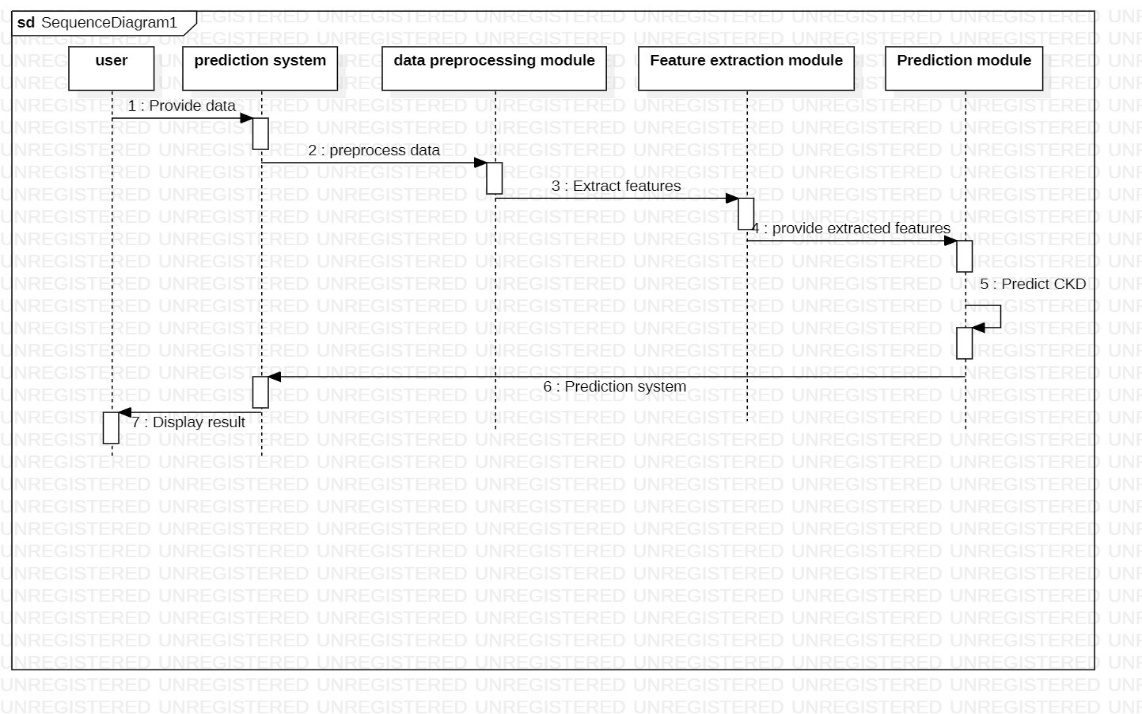 sd SequenceDiagram1
user
prediction system
data preprocessing module
Feature extraction module
Prediction module
1 : Provide data
2 : preprocess data
3 : Extract features
4 : provide extracted features
5 : Predict CKD
6 : Prediction system
7 : Display result
UNREGISTERED